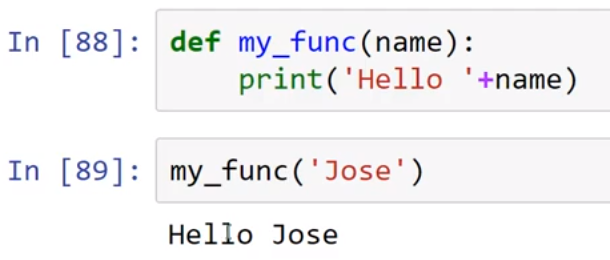 In [88]: def my_func(name):
print('Hello '+name)
In [89]: my_func('Jose')
Hello Jose